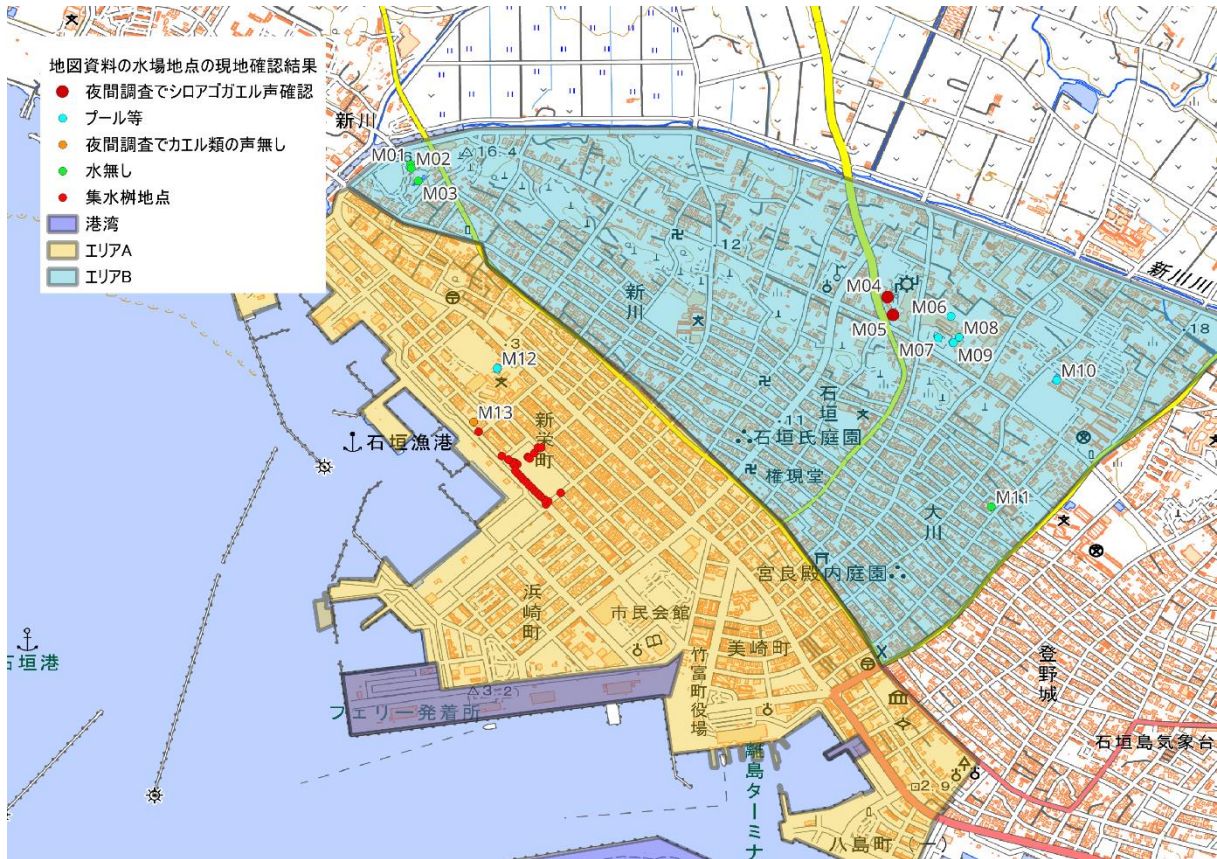 地図資料の水場地点の現地確認結果
夜間調査でシロアゴガエル声確認
プール等
夜間調査でカエル類の声無し
水無し
集水桝地点
港湾
エリアA
エリアB
新川
M01
M02
16.4
M03
12
新川
新川川
M04
M05
M06
M07
M08
M09
18
M10
3
M12
M13
新栄町
石垣漁港
石垣
11
石垣氏庭園
権現堂
大川
M11
宮良殿内庭園
浜崎町
市民会館
美崎町
竹富町役場
登野城
石垣港
3.2
フェリー発着所
離島ターミナ
石垣島気象台
2.9
八島町(一)
5